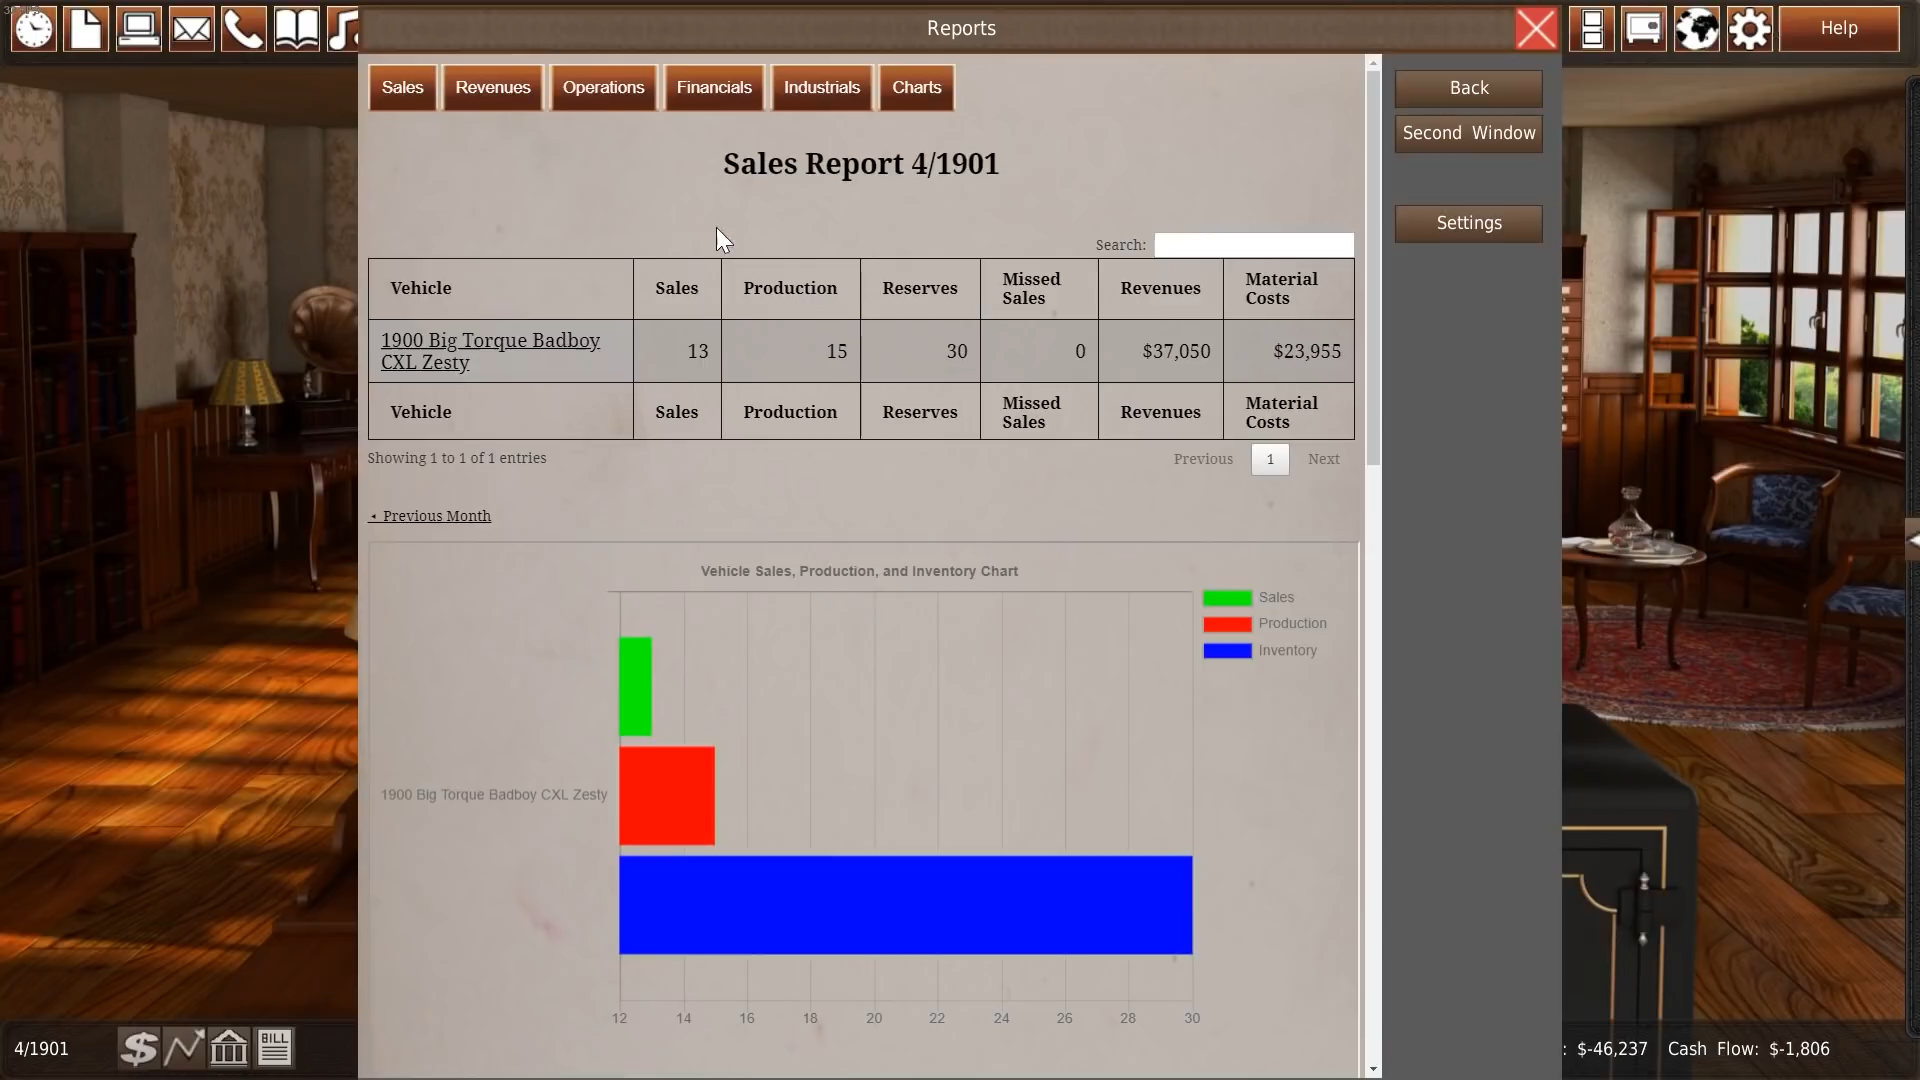 Reports
Help
Sales
Revenues
Operations
Financials
Industrials
Charts
Back
Second Window
Settings
Sales Report 4/1901
Search:
Vehicle
Sales
Production
Reserves
Missed
Sales
Revenues
Material
Costs
1900 Big Torque Badboy
CXL Zesty
13
15
30
0
$37,050
$23,955
Vehicle
Sales
Production
Reserves
Missed
Sales
Revenues
Material
Costs
Showing 1 to 1 of 1 entries
Previous
1
Next
◂ Previous Month
Vehicle Sales, Production, and Inventory Chart
Sales
Production
Inventory
1900 Big Torque Badboy CXL Zesty
12 14 16 18 20 22 24 26 28 30
4/1901
BILL
: $-46,237 Cash Flow: $-1,806